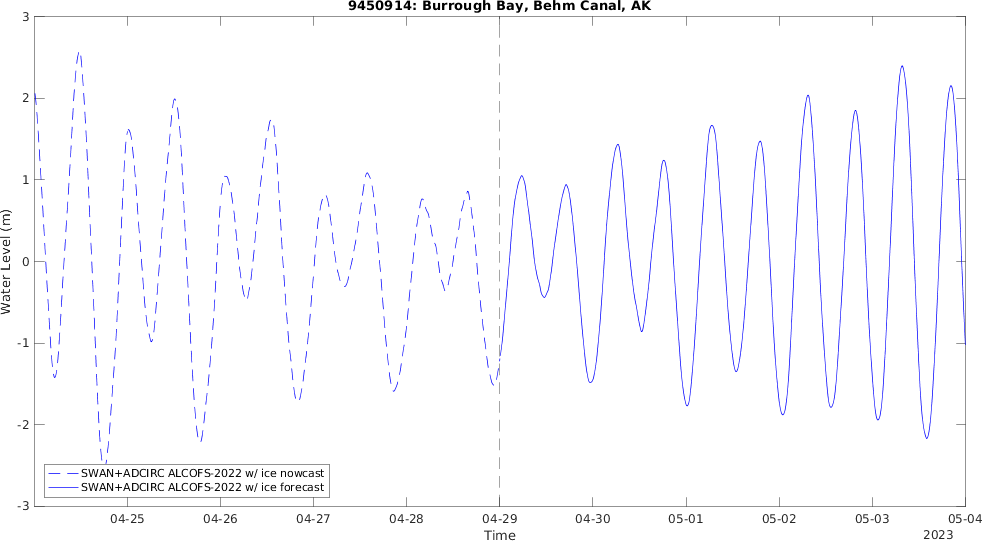 9450914: Burrough Bay, Behm Canal, AK
3
2
1
0
-1
-2
-3
Water Level (m)
SWAN+ADCIRC ALCOFS-2022 w/ ice nowcast
SWAN+ADCIRC ALCOFS-2022 w/ ice forecast
04-25 04-26 04-27 04-28 04-29 04-30 05-01 05-02 05-03 05-04
Time
2023